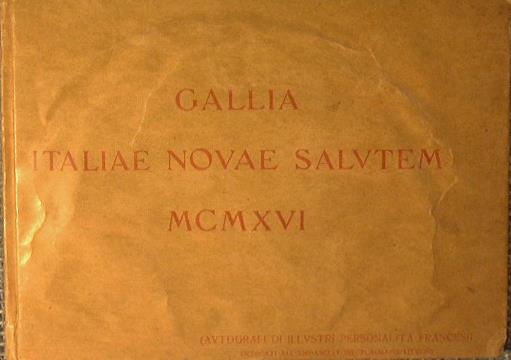 GALLIA
ITALIAE NOVAE SALVTEM
MCMXVI
(AVTOGRAFI DI ILLVSTRI PERSONALITÀ FRANCESI)